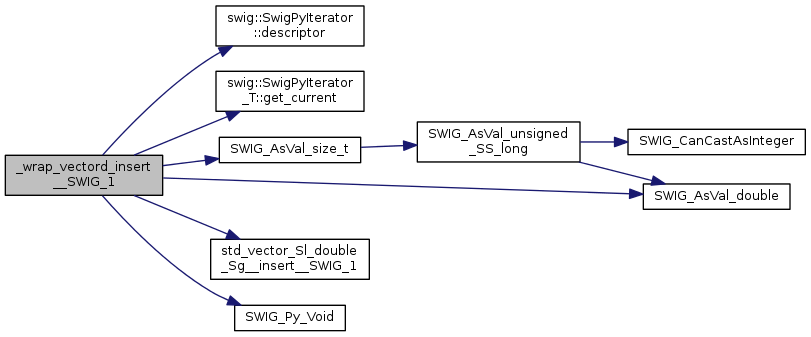 swig::SwigPyIterator
::descriptor
swig::SwigPyIterator
_T::get_current
SWIG_AsVal_unsigned
_SS_long
SWIG_CanCastAsInteger
SWIG_AsVal_size_t
_wrap_vectord_insert
__SWIG_1
SWIG_AsVal_double
std_vector_Sl_double
_Sg__insert__SWIG_1
SWIG_Py_Void